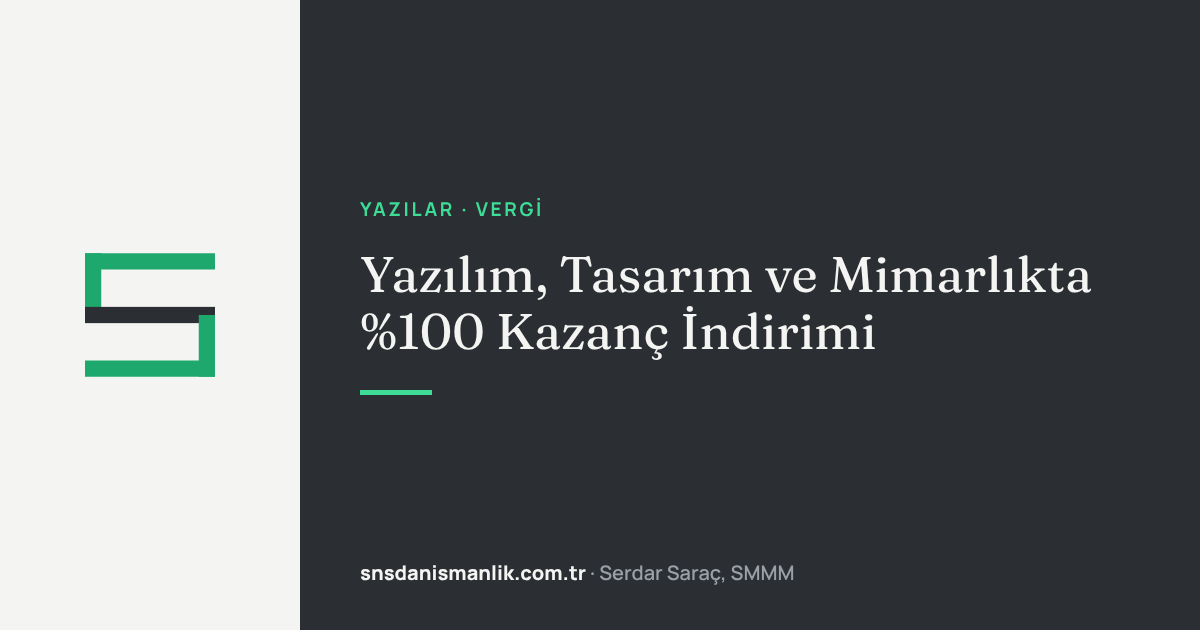 YAZILAR · VERGİ
Yazılım, Tasarım ve Mimarlıkta
%100 Kazanç İndirimi
snsdanismanlik.com.tr · Serdar Saraç, SMMM